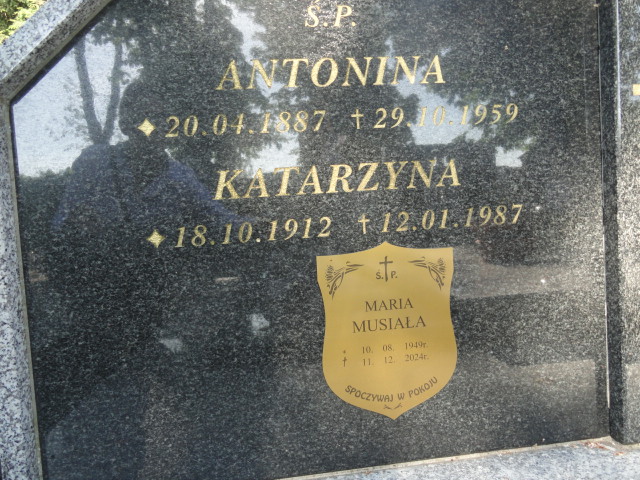 Ś.P.
ANTONINA
20.04.1887 †29.10.1959
KATARZYNA
18.10.1912 †12.01.1987
Ś. P.
MARIA
MUSIAŁA
* 10. 08. 1949r.
† 11. 12. 2024r.
SPOCZYWAJ W POKOJU